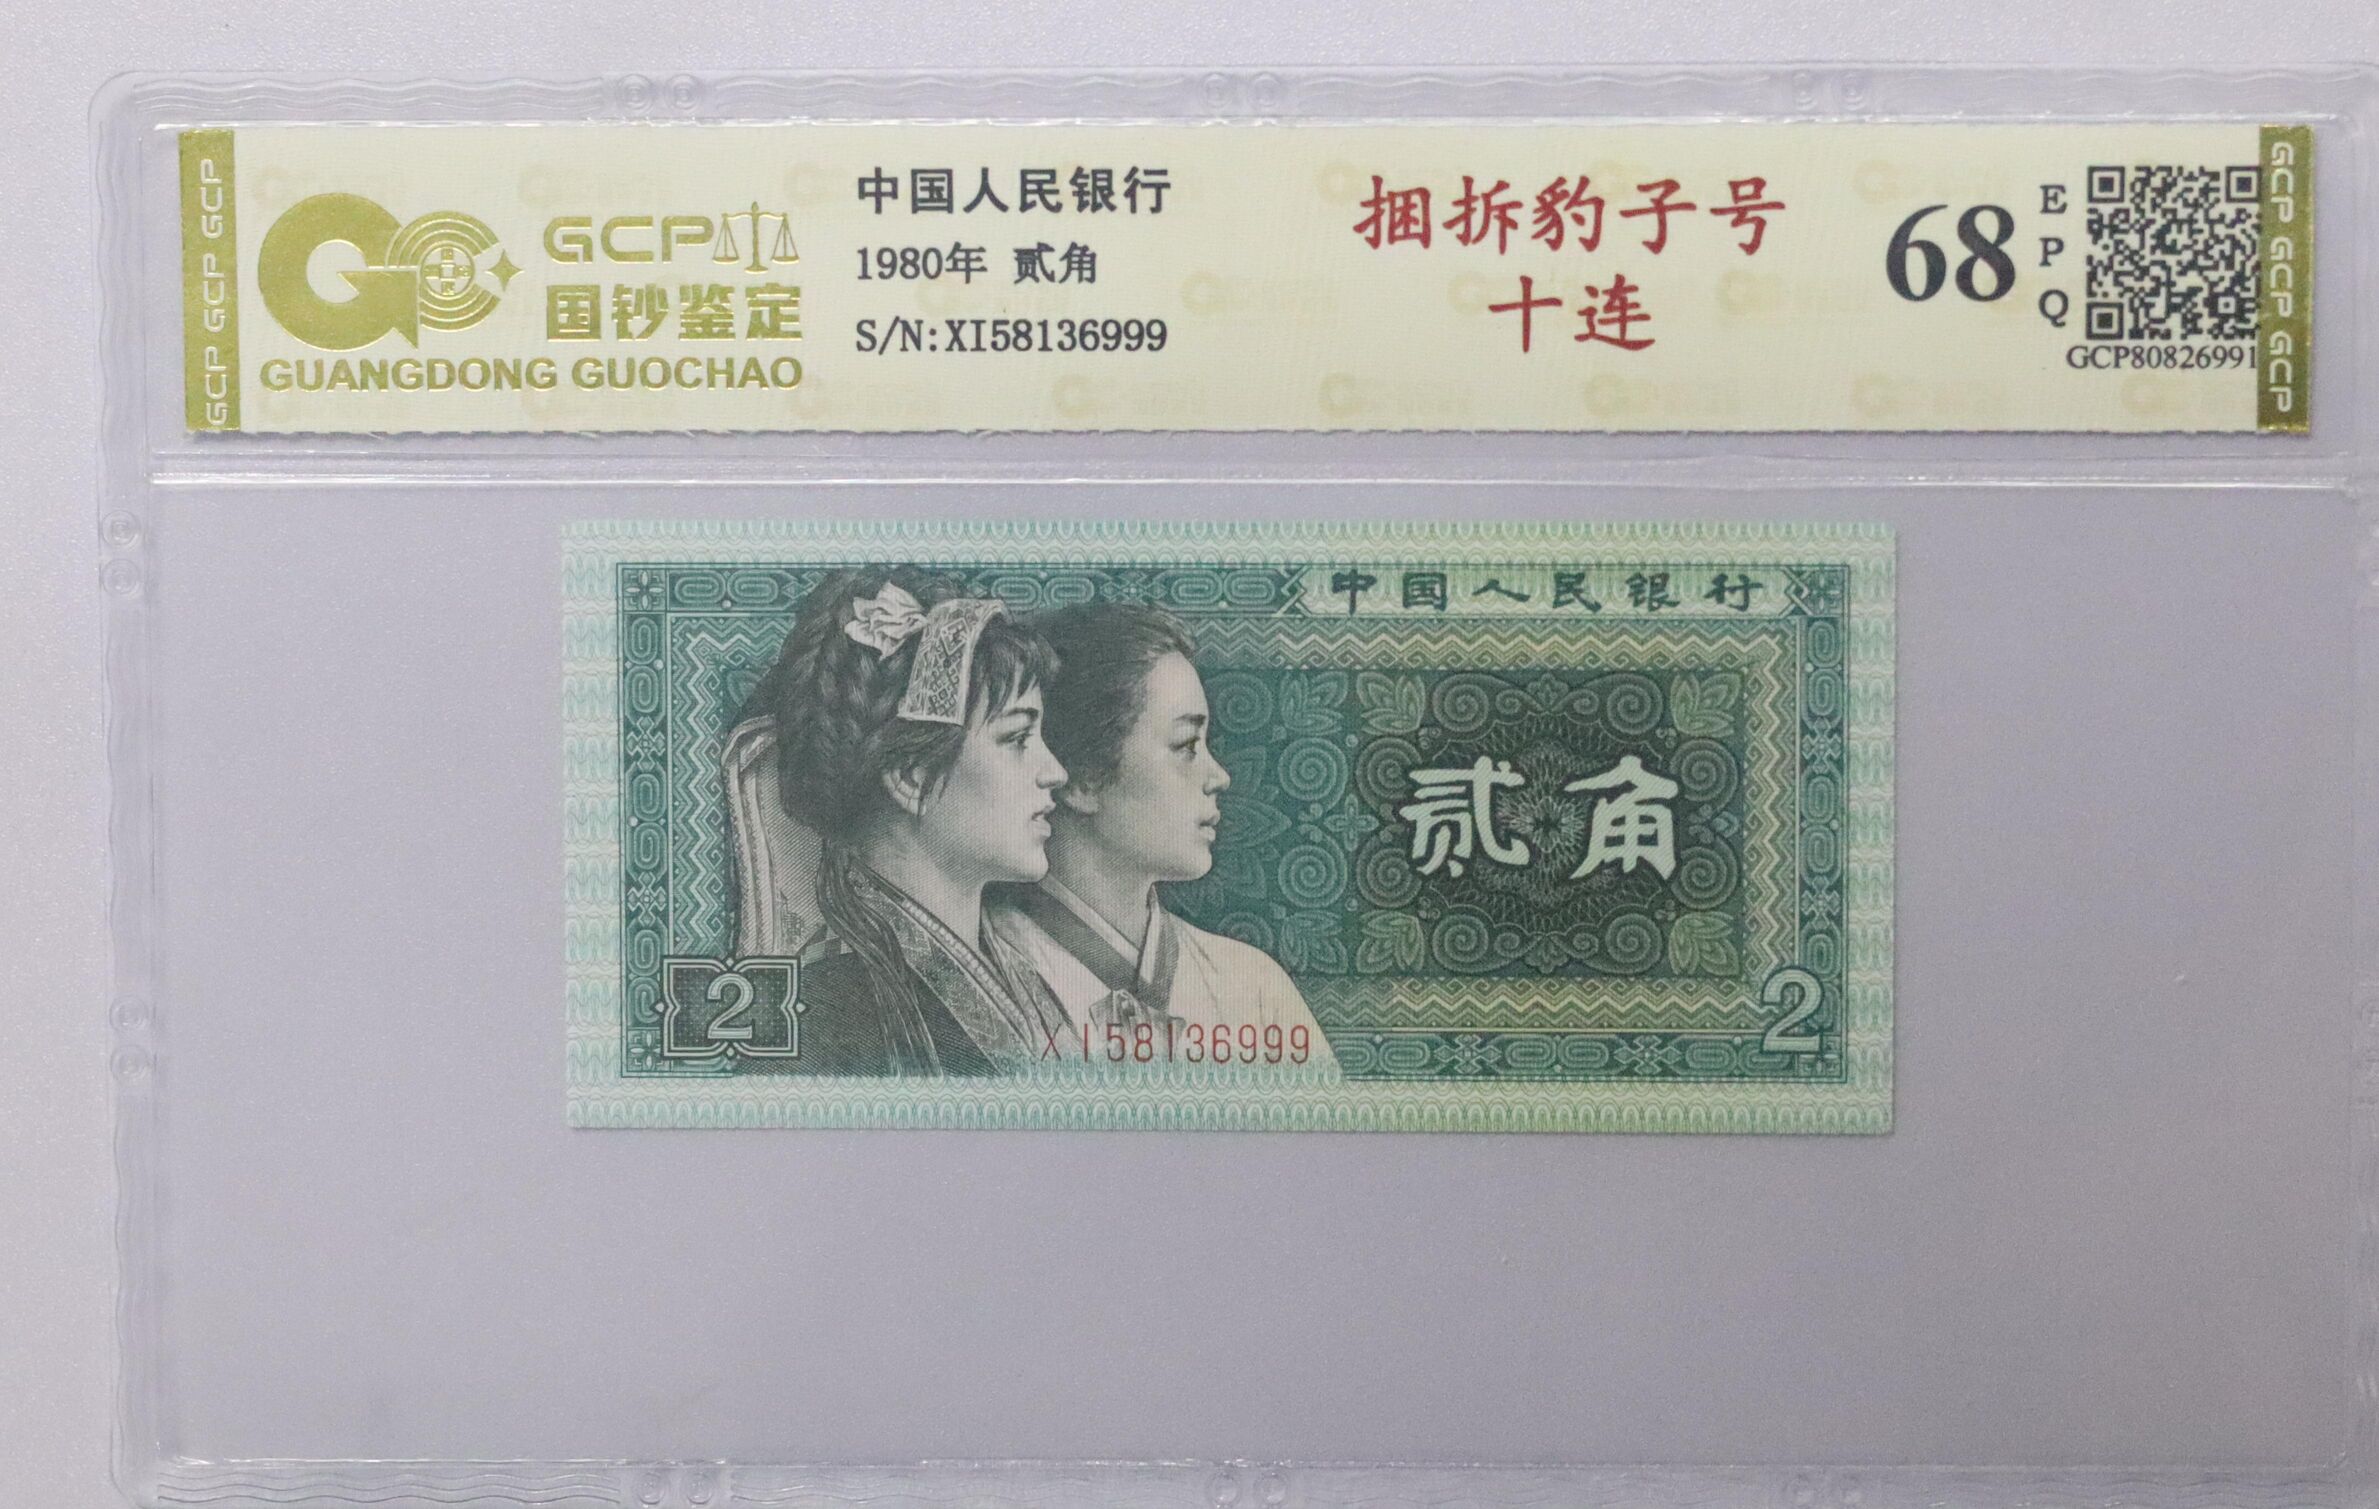 GCP GCP GCP
GCP
国钞鉴定
GUANGDONG GUOCHAO
中国人民银行
1980年 贰角
S/N:XI58136999
捆拆豹子号
十连
68
EPQ
GCP80826991
GCP GCP GCP
中国人民银行
贰角
2
XI58136999
2